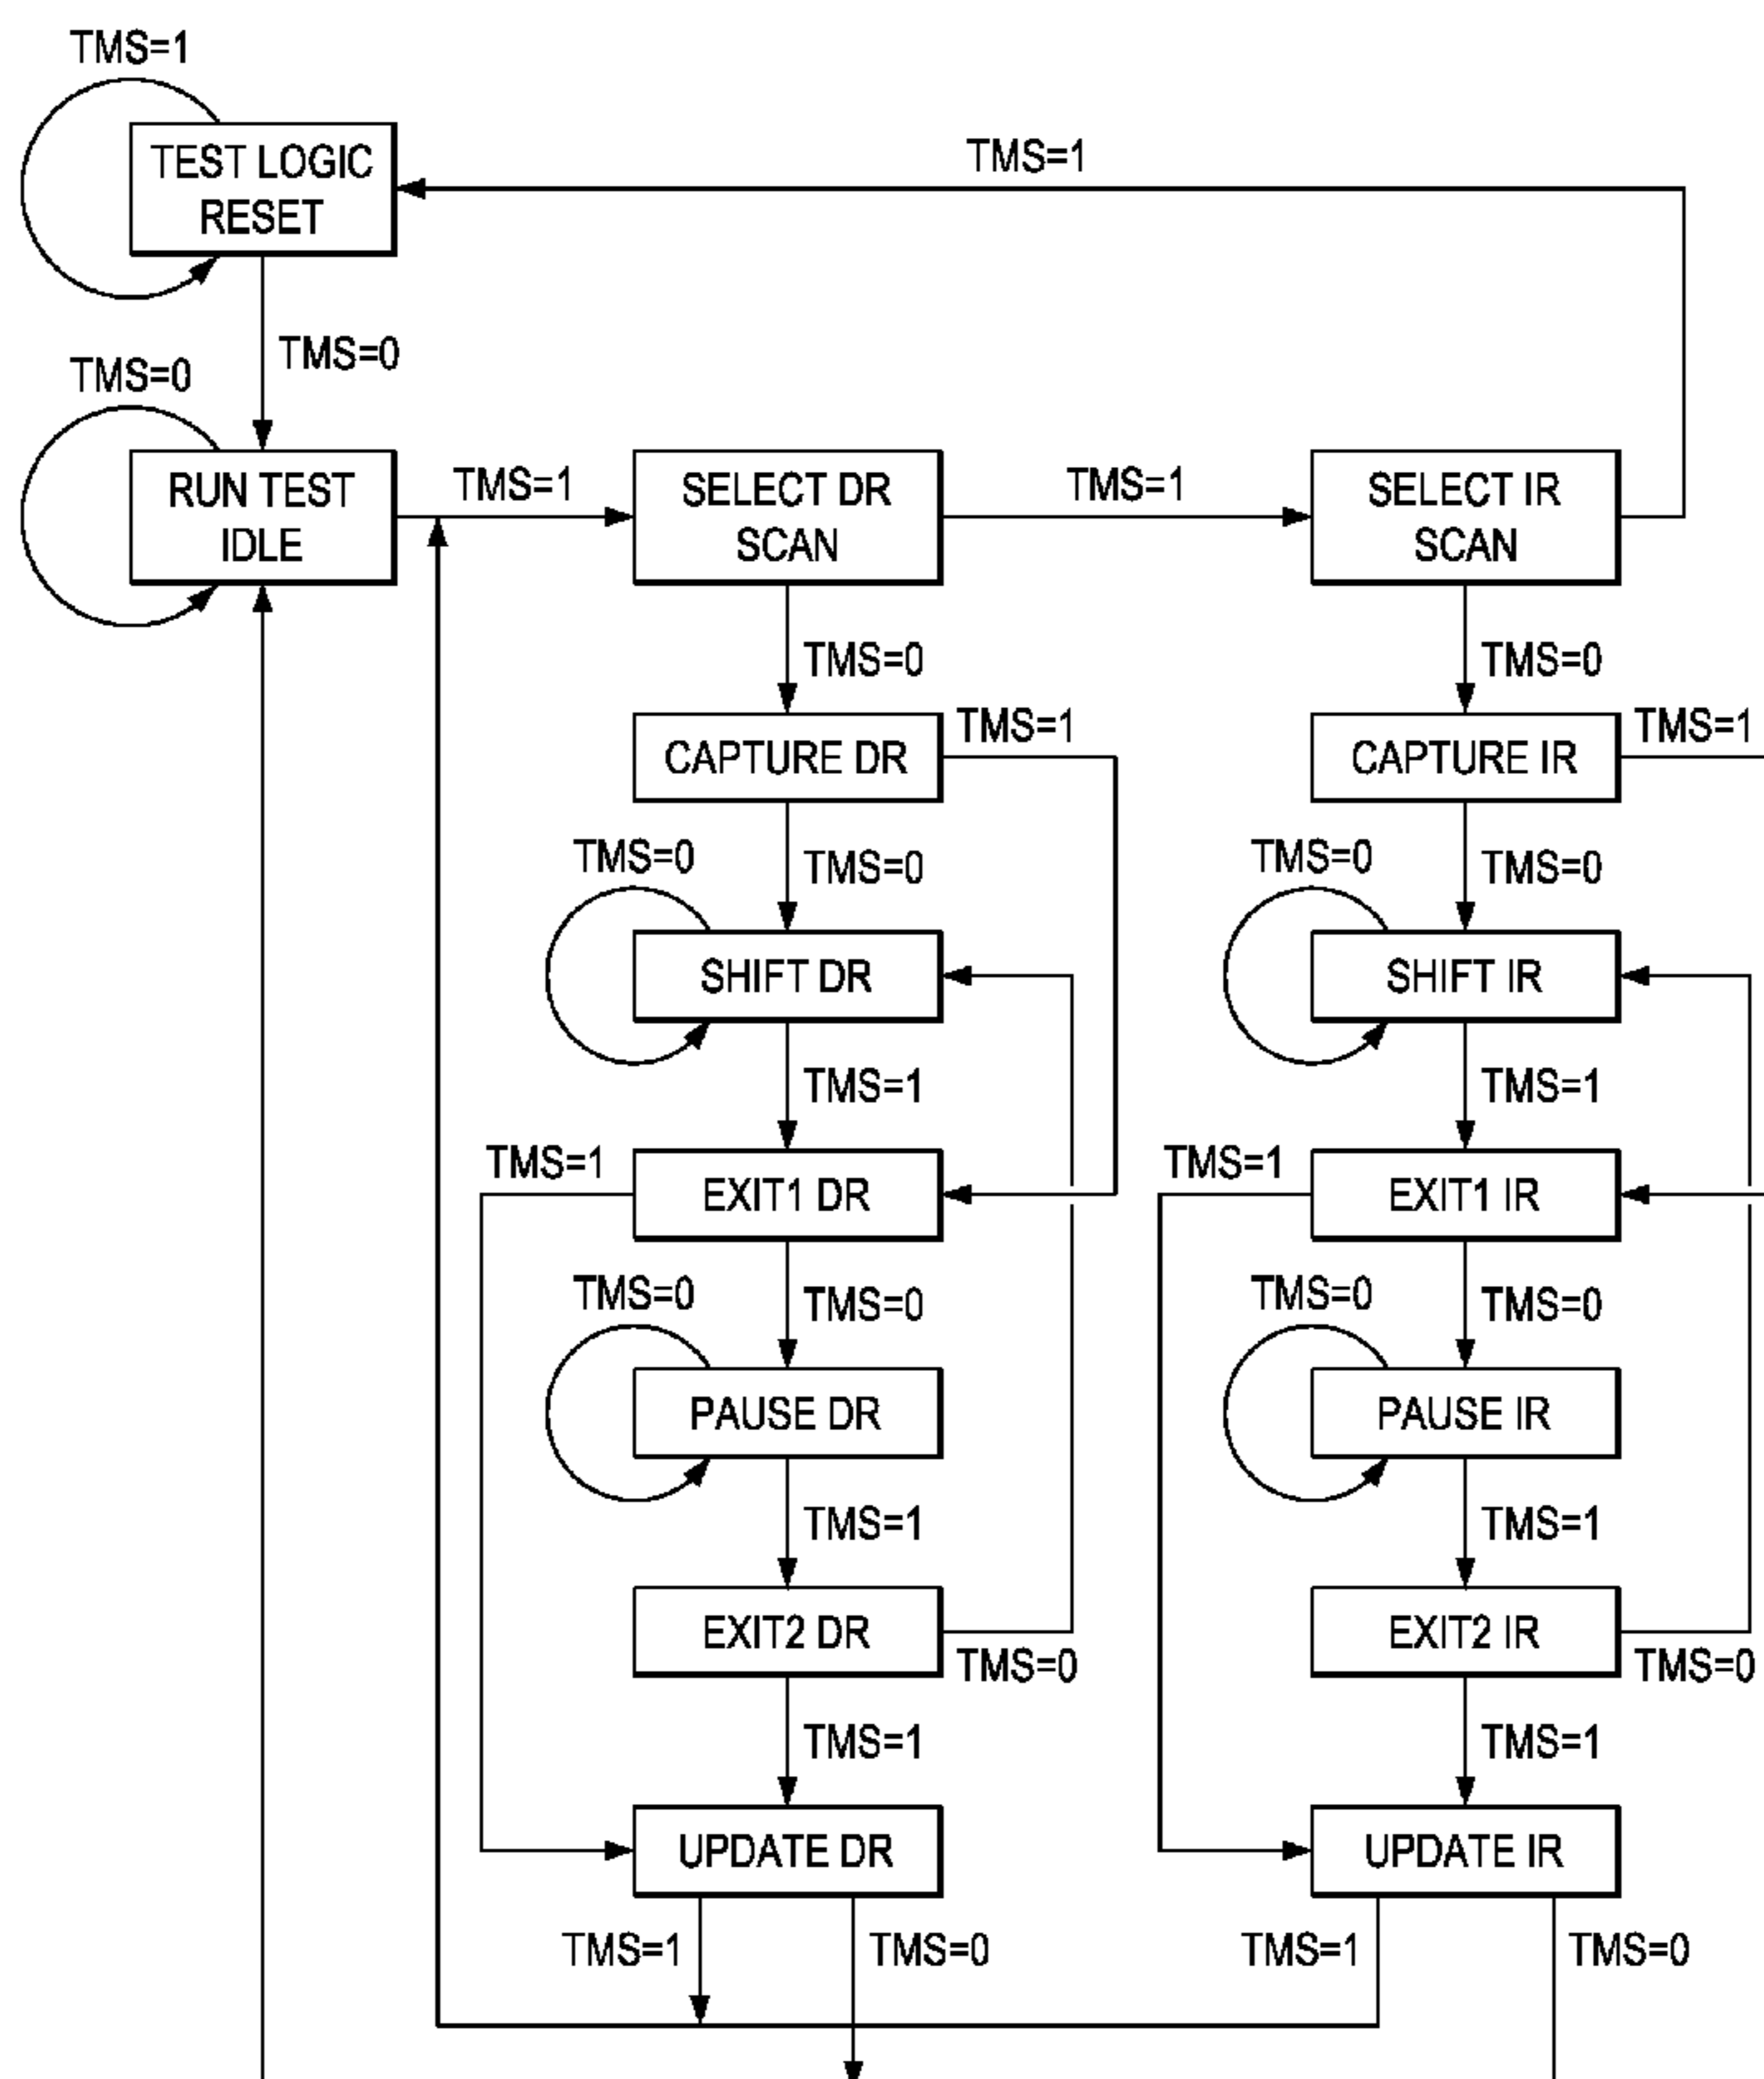 TMS=1
TEST LOGIC
RESET
TMS=1
TMS=0
TMS=0
RUN TEST
IDLE
TMS=1
SELECT DR
SCAN
TMS=1
SELECT IR
SCAN
TMS=0
TMS=0
CAPTURE DR
TMS=1
CAPTURE IR
TMS=1
TMS=0
TMS=0
TMS=0
TMS=0
SHIFT DR
SHIFT IR
TMS=1
TMS=1
TMS=1
EXIT1 DR
TMS=1
EXIT1 IR
TMS=0
TMS=0
TMS=0
TMS=0
PAUSE DR
PAUSE IR
TMS=1
TMS=1
EXIT2 DR
TMS=0
EXIT2 IR
TMS=0
TMS=1
TMS=1
UPDATE DR
UPDATE IR
TMS=1
TMS=0
TMS=1
TMS=0